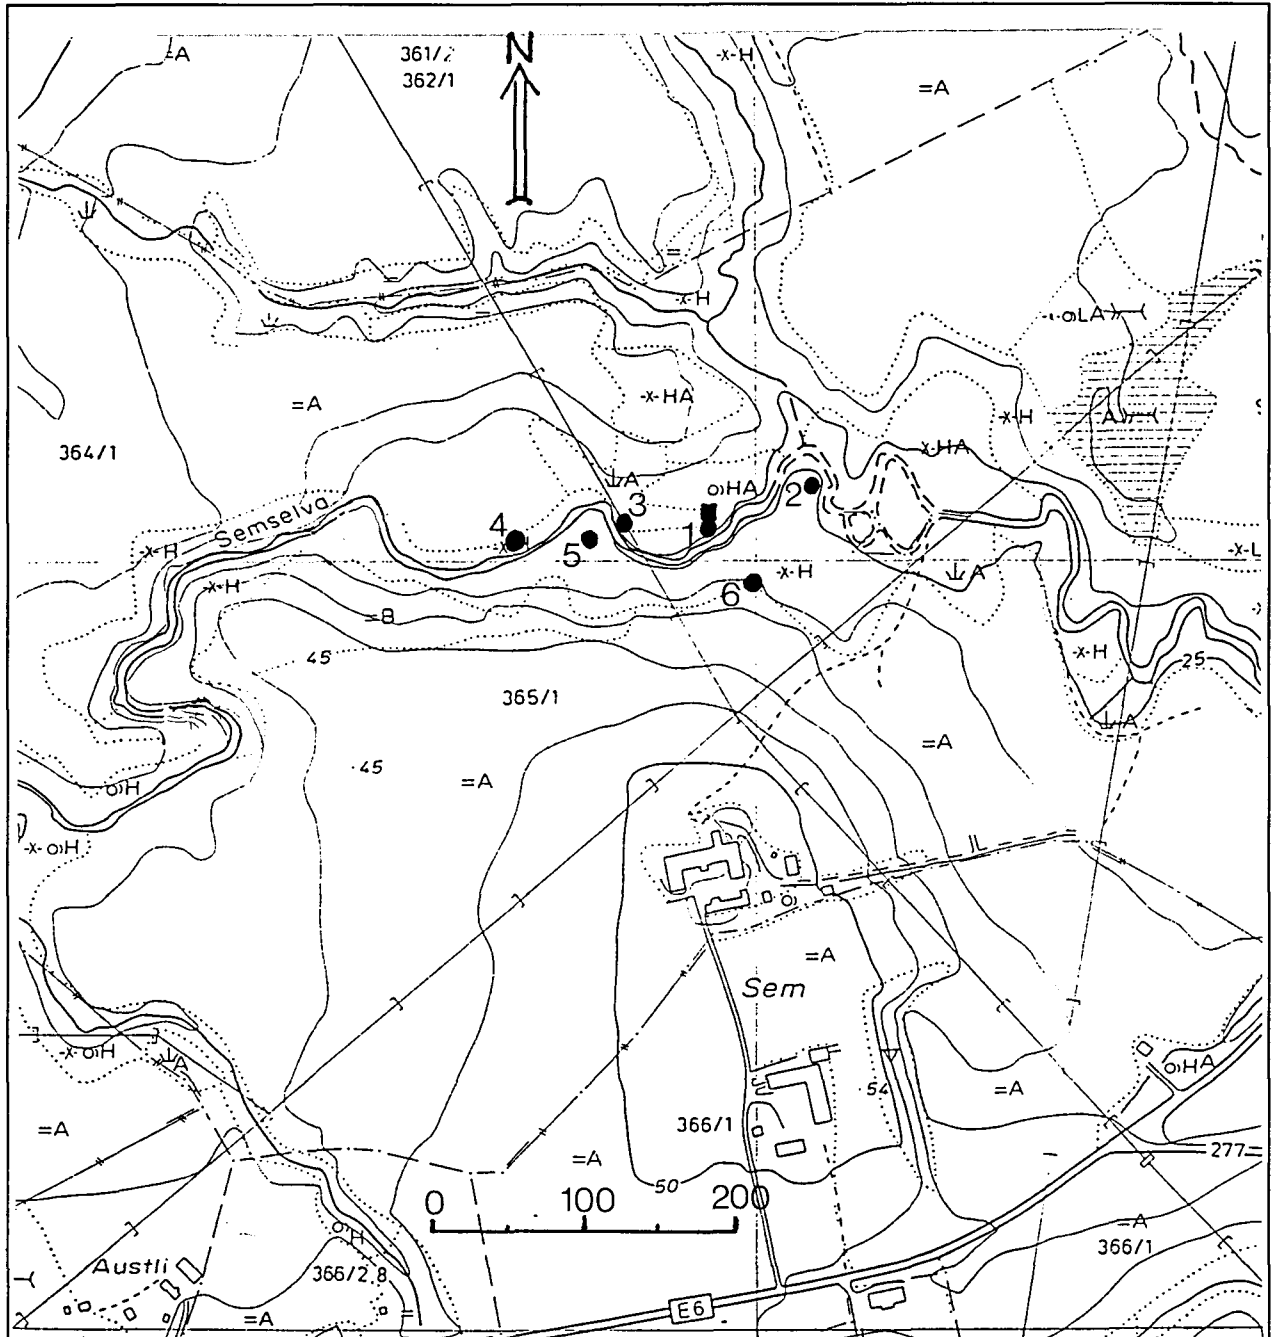 N
361/2
362/1
=A
-x-H
=A
-x-H
-ı-o)LA
-x-HA
=A
-x-H
A
364/1
x-HA
A
o)HA
2
3
Semselva
4
1
5
-x-H
-x-H
-x-L
A
-x-H
6
=B
-x-H
45
25
365/1
A
=A
45
=A
o)H
-x-o)H
JL
o)
=A
Sem
-x-o)H
A
o)HA
54
=A
=A
366/1
277
=A
50
0 100 200
o)H
=A
366/1
Austli
366/2,8
E6
=A